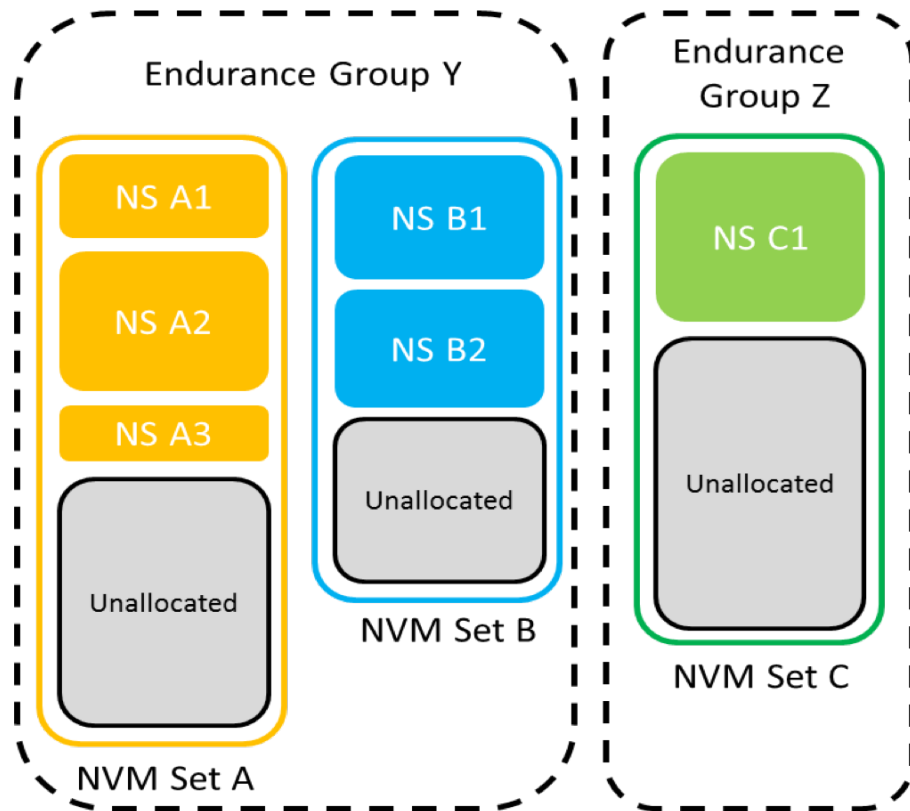 Endurance Group Y
NS A1
NS A2
NS A3
Unallocated
NVM Set A
NS B1
NS B2
Unallocated
NVM Set B
Endurance
Group Z
NS C1
Unallocated
NVM Set C